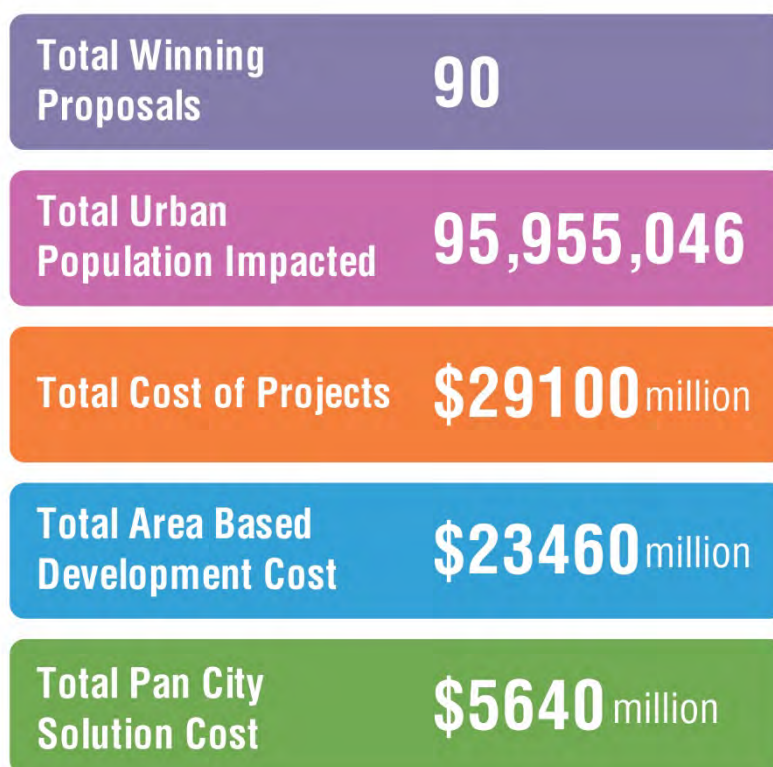 Total Winning
Proposals
90
Total Urban
Population Impacted
95,955,046
Total Cost of Projects
$29100 million
Total Area Based
Development Cost
$23460 million
Total Pan City
Solution Cost
$5640 million